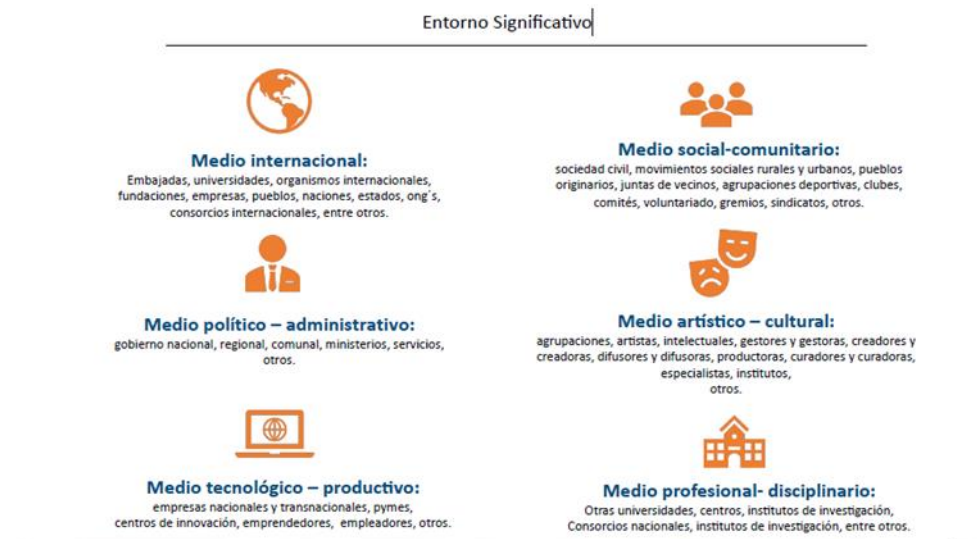 Entorno Significativo
Medio internacional:
Embajadas, universidades, organismos internacionales,
fundaciones, empresas, pueblos, naciones, estados, ong´s,
consorcios internacionales, entre otros.
Medio social-comunitario:
sociedad civil, movimientos sociales rurales y urbanos, pueblos
originarios, juntas de vecinos, agrupaciones deportivas, clubes,
comités, voluntariado, gremios, sindicatos, otros.
Medio político – administrativo:
gobierno nacional, regional, comunal, ministerios, servicios,
otros.
Medio artístico – cultural:
agrupaciones, artistas, intelectuales, gestores y gestoras, creadores y
creadoras, difusores y difusoras, productoras, curadores y curadoras,
especialistas, institutos,
otros.
Medio tecnológico – productivo:
empresas nacionales y transnacionales, pymes,
centros de innovación, emprendedores, empleadores, otros.
Medio profesional- disciplinario:
Otras universidades, centros, institutos de investigación,
Consorcios nacionales, institutos de investigación, entre otros.